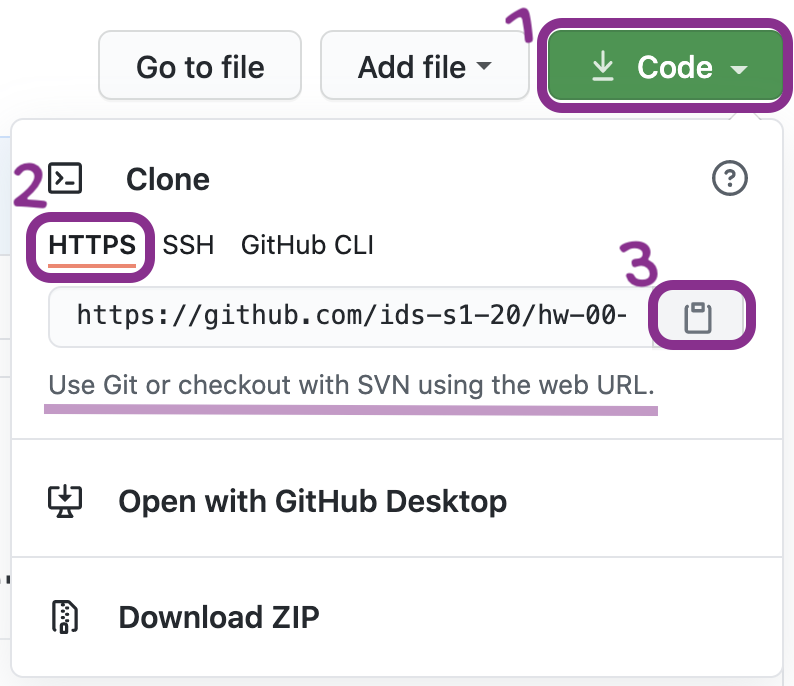 1
Go to file Add file Code
2 Clone
HTTPS SSH GitHub CLI
3
https://github.com/ids-s1-20/hw-00-
Use Git or checkout with SVN using the web URL.
Open with GitHub Desktop
Download ZIP